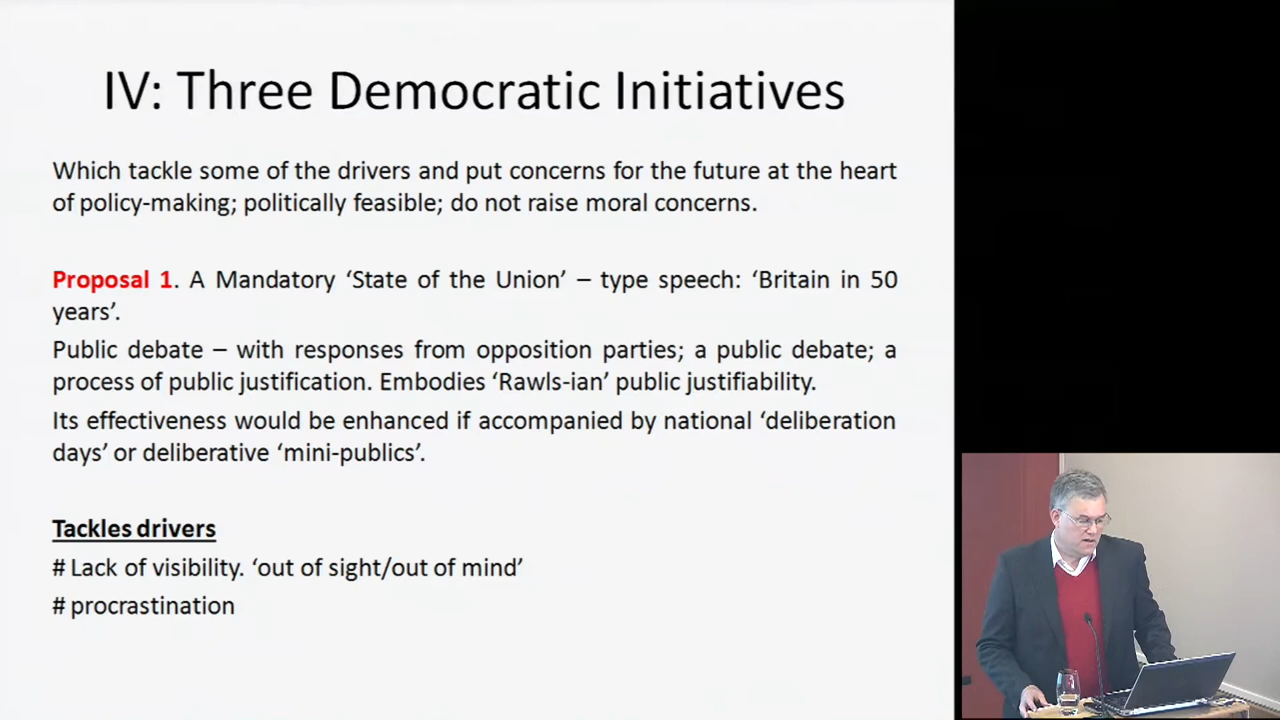 IV: Three Democratic Initiatives
Which tackle some of the drivers and put concerns for the future at the heart
of policy-making; politically feasible; do not raise moral concerns.
Proposal 1. A Mandatory ‘State of the Union’ – type speech: ‘Britain in 50
years’.
Public debate – with responses from opposition parties; a public debate; a
process of public justification. Embodies ‘Rawls-ian’ public justifiability.
Its effectiveness would be enhanced if accompanied by national ‘deliberation
days’ or deliberative ‘mini-publics’.
Tackles drivers
# Lack of visibility. ‘out of sight/out of mind’
# procrastination